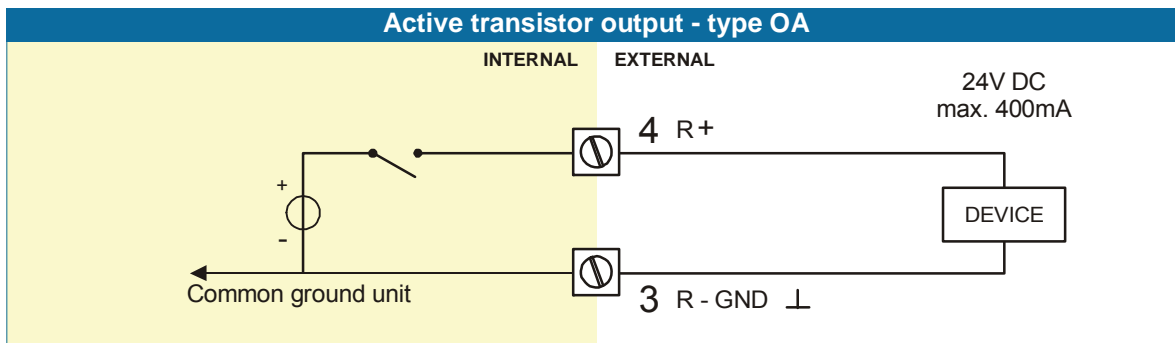 Active transistor output - type OA
INTERNAL EXTERNAL
24V DC
max. 400mA
4 R+
+
-
DEVICE
Common ground unit
3 R - GND ⊥